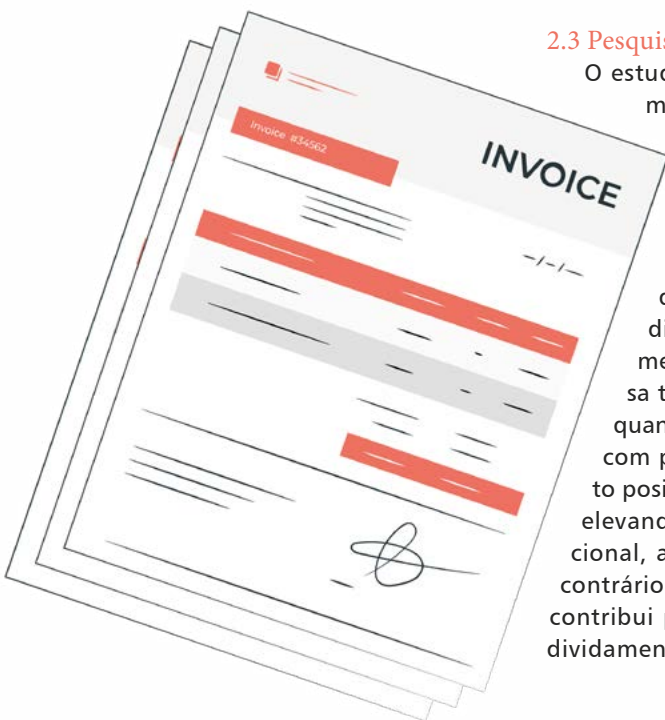 invoice #34562
INVOICE
2.3 Pesquis
O estud
m
di
me
sa t
quan
com p
to posi
elevand
cional, a
contrário
contribui p
dividamen